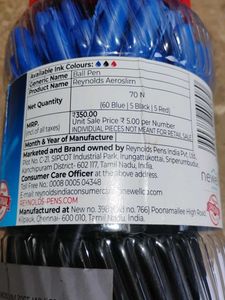 Available Ink Colours:
Generic Name Ball Pen
Product Name Reynolds Aeroslim
Net Quantity 70 N
(60 Blue | 5 Black | 5 Red)
MRP ₹350.00
(incl.of all taxes) Unit Sale Price ₹ 5.00 per Number
INDIVIDUAL PIECES NOT MEANT FOR RETAIL SALE
Month & Year of Manufacture:
Marketed and Brand owned by Reynolds Pens India Pvt. Ltd.
Plot No. C-21, SIPCOT Industrial Park, Irungattukottai, Sriperumbudur,
Kanchipuram District- 602 117, Tamil Nadu, India.
Consumer Care Officer at the above address
Toll Free No.: 0008 0005 04348
E-mail: reynoldsindiaconsumercare@newellco.com
REYNOLDS-PENS.COM
Manufactured at New no. 398 (Old no. 766) Poonamallee High Road,
Kilpauk, Chennai- 600 010, Tamil Nadu, India.